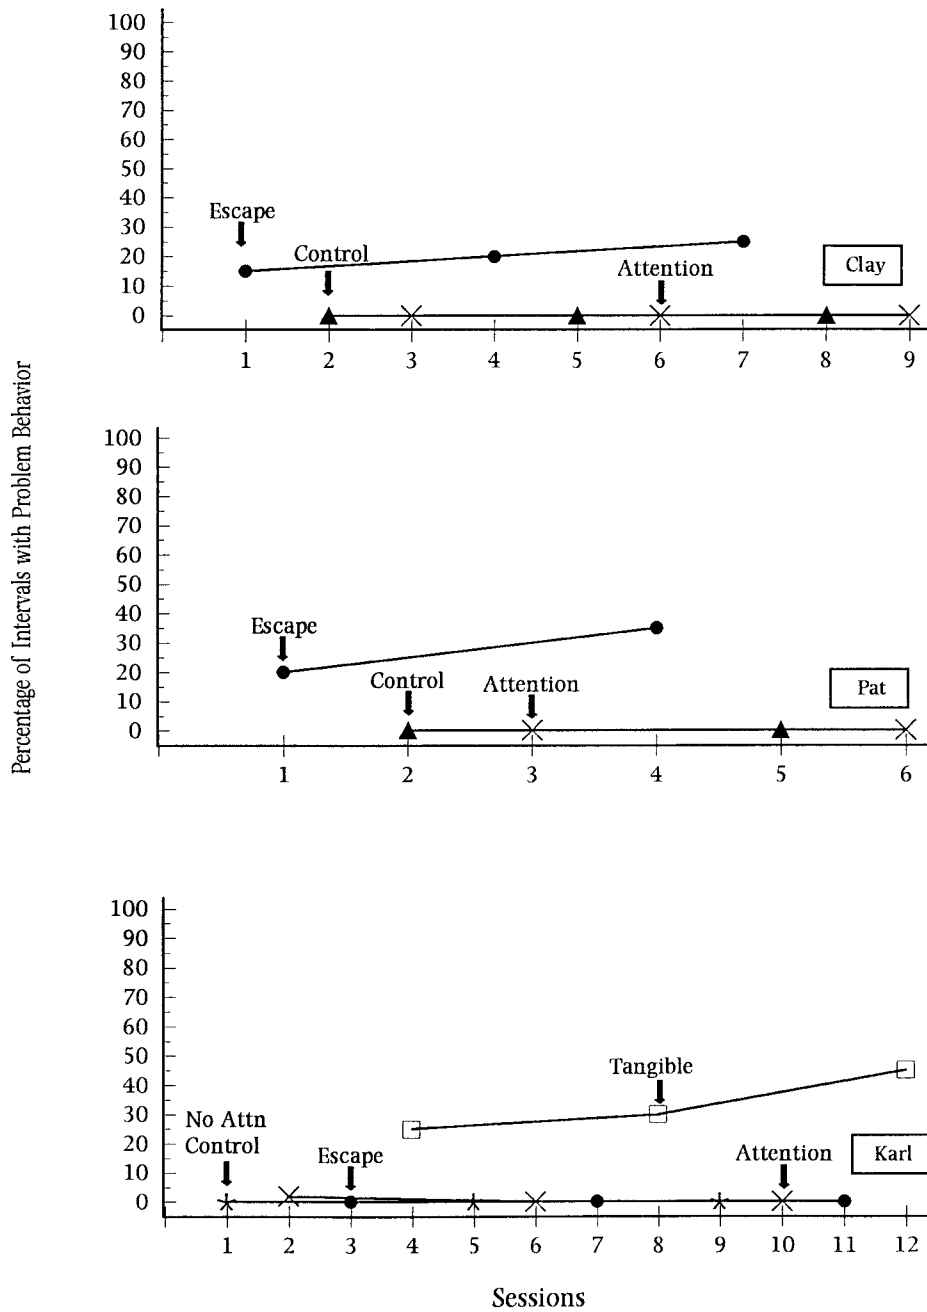 Percentage of Intervals with Problem Behavior
100
90
80
70
60
50
40
30
20
10
0
Escape
Control
Attention
Clay
1 2 3 4 5 6 7 8 9
100
90
80
70
60
50
40
30
20
10
0
Escape
Control
Attention
Pat
1 2 3 4 5 6
100
90
80
70
60
50
40
30
20
10
0
No Attn
Control
Escape
Tangible
Attention
Karl
1 2 3 4 5 6 7 8 9 10 11 12
Sessions